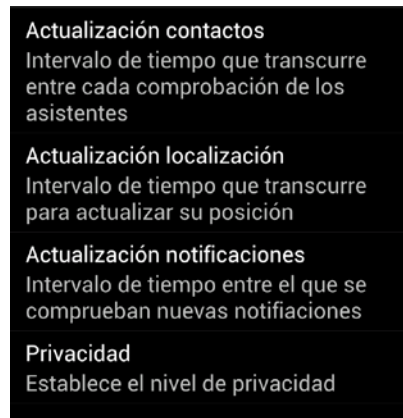 Actualización contactos
Intervalo de tiempo que transcurre
entre cada comprobación de los
asistentes
Actualización localización
Intervalo de tiempo que transcurre
para actualizar su posición
Actualización notificaciones
Intervalo de tiempo entre el que se
comprueban nuevas notifiaciones
Privacidad
Establece el nivel de privacidad